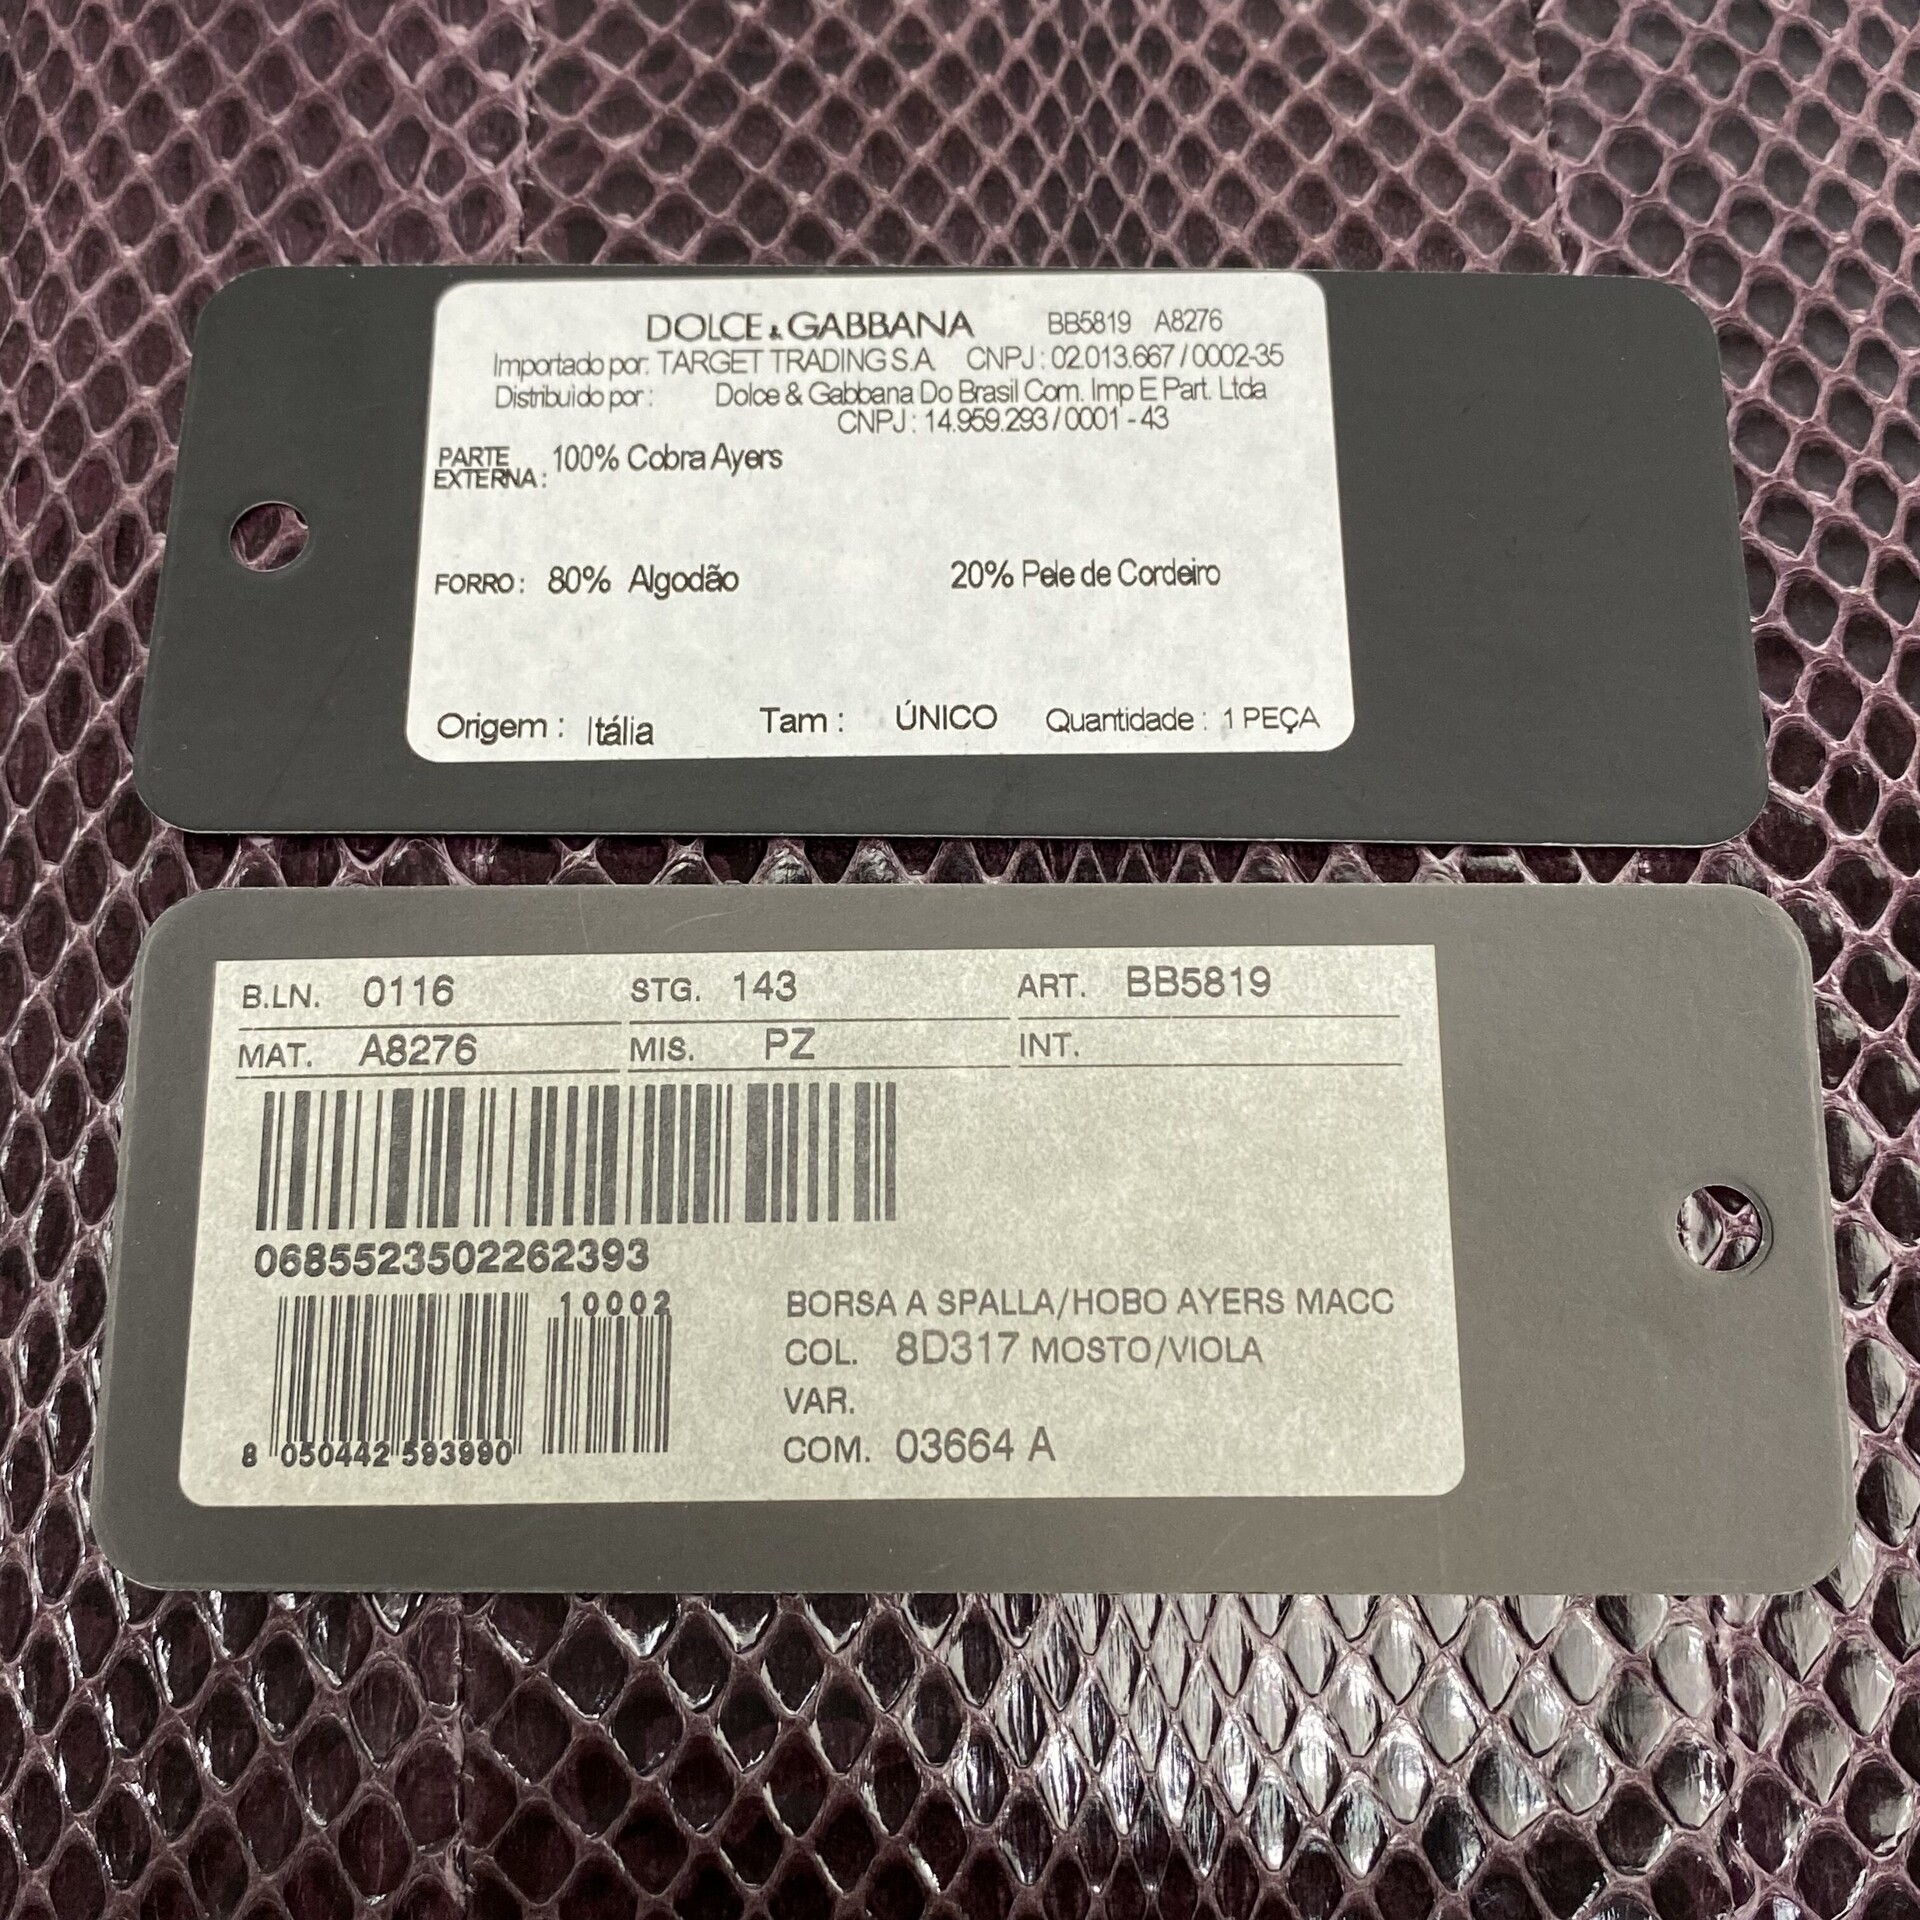 DOLCE & GABBANA BB5819 A8276
Importado por: TARGET TRADING S.A. CNPJ: 02.013.667/0002-35
Distribuido por: Dolce & Gabbana Do Brasil Com. Imp E Part. Ltda
CNPJ: 14.959.293/0001-43
PARTE EXTERNA: 100% Cobra Ayers
FORRO: 80% Algodão 20% Pele de Cordeiro
Origem: Itália Tam: ÚNICO Quantidade: 1 PEÇA
B.LN. 0116 STG. 143 ART. BB5819
MAT. A8276 MIS. PZ INT.
0685523502262393
10002
8 050442 593990
BORSA A SPALLA/HOBO AYERS MACC
COL. 8D317 MOSTO/VIOLA
VAR.
COM. 03664 A